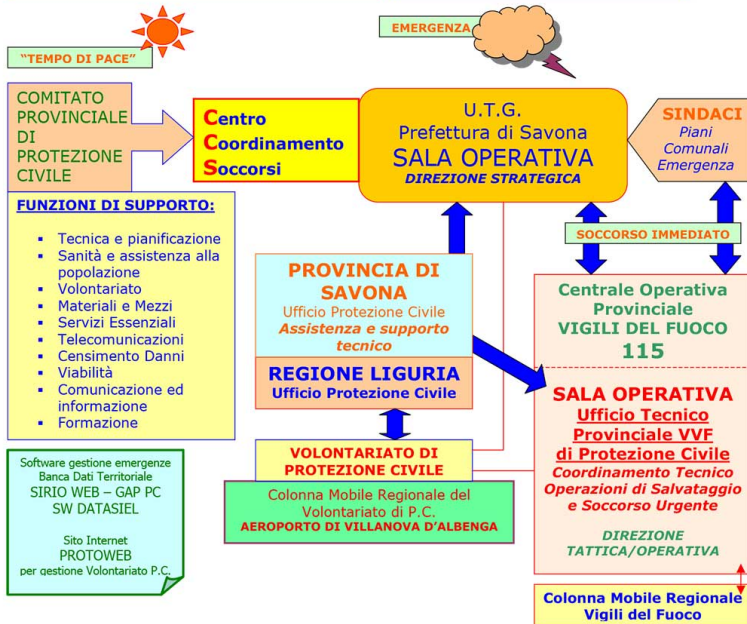 "TEMPO DI PACE"
EMERGENZA
COMITATO
PROVINCIALE
DI
PROTEZIONE
CIVILE
Centro
Coordinamento
Soccorsi
U.T.G.
Prefettura di Savona
SALA OPERATIVA
DIREZIONE STRATEGICA
SINDACI
Piani
Comunali
Emergenza
FUNZIONI DI SUPPORTO:
▪ Tecnica e pianificazione
▪ Sanità e assistenza alla
popolazione
▪ Volontariato
▪ Materiali e Mezzi
▪ Servizi Essenziali
▪ Telecomunicazioni
▪ Censimento Danni
▪ Viabilità
▪ Comunicazione ed
informazione
▪ Formazione
SOCCORSO IMMEDIATO
PROVINCIA DI
SAVONA
Ufficio Protezione Civile
Assistenza e supporto
tecnico
REGIONE LIGURIA
Ufficio Protezione Civile
Centrale Operativa
Provinciale
VIGILI DEL FUOCO
115
SALA OPERATIVA
Ufficio Tecnico
Provinciale VVF
di Protezione Civile
Coordinamento Tecnico
Operazioni di Salvataggio
e Soccorso Urgente
DIREZIONE
TATTICA/OPERATIVA
VOLONTARIATO DI
PROTEZIONE CIVILE
Colonna Mobile Regionale del
Volontariato di P.C.
AEROPORTO DI VILLANOVA D'ALBENGA
Software gestione emergenze
Banca Dati Territoriale
SIRIO WEB – GAP PC
SW DATASIEL
Sito Internet
PROTOWEB
per gestione Volontariato P.C.
Colonna Mobile Regionale
Vigili del Fuoco